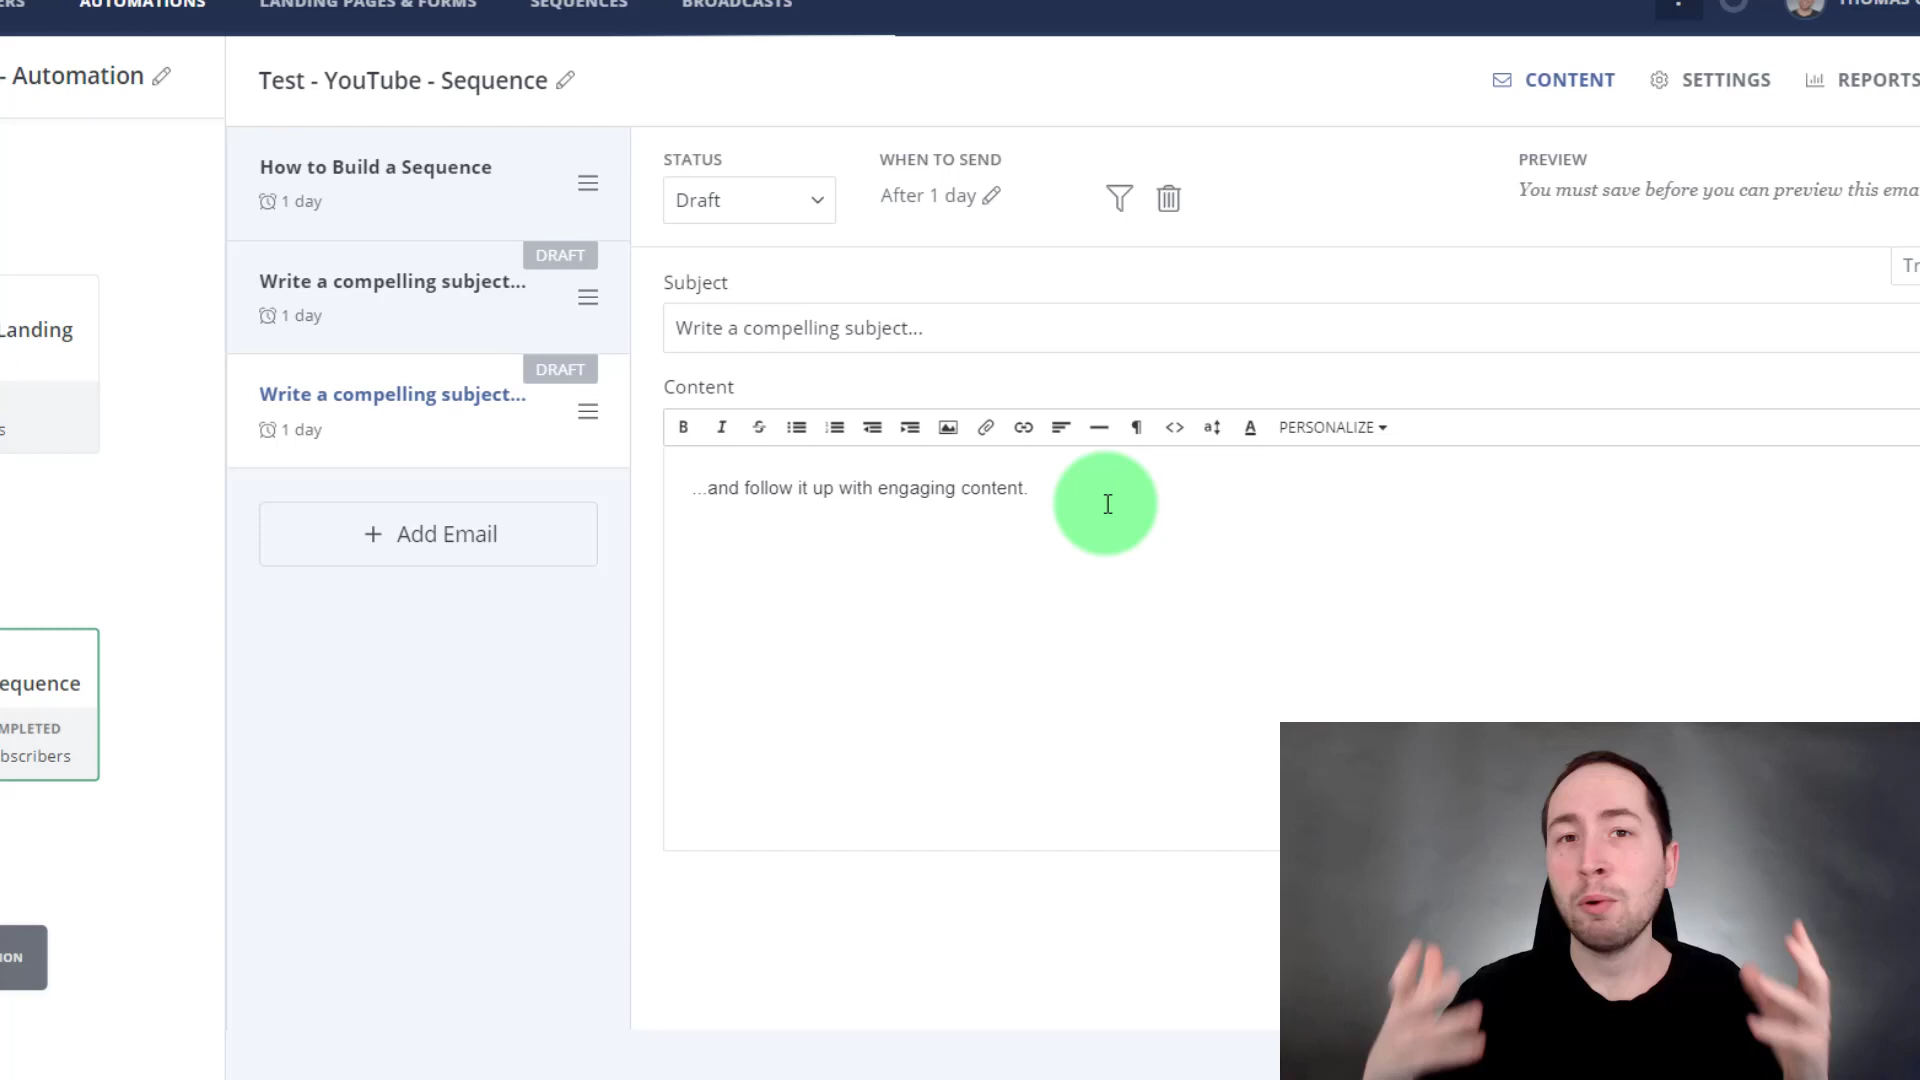 AUTOMATIONS
LANDING PAGES & FORMS
SEQUENCES
BROADCASTS
THOMAS
- Automation
Test - YouTube - Sequence
CONTENT
SETTINGS
REPORTS
How to Build a Sequence
1 day
DRAFT
Write a compelling subject...
1 day
DRAFT
Write a compelling subject...
1 day
+ Add Email
STATUS
Draft
WHEN TO SEND
After 1 day
PREVIEW
You must save before you can preview this ema
Tr
Subject
Write a compelling subject...
Content
B I S
PERSONALIZE
...and follow it up with engaging content.
Landing
s
equence
MPLETED
bscribers
ION